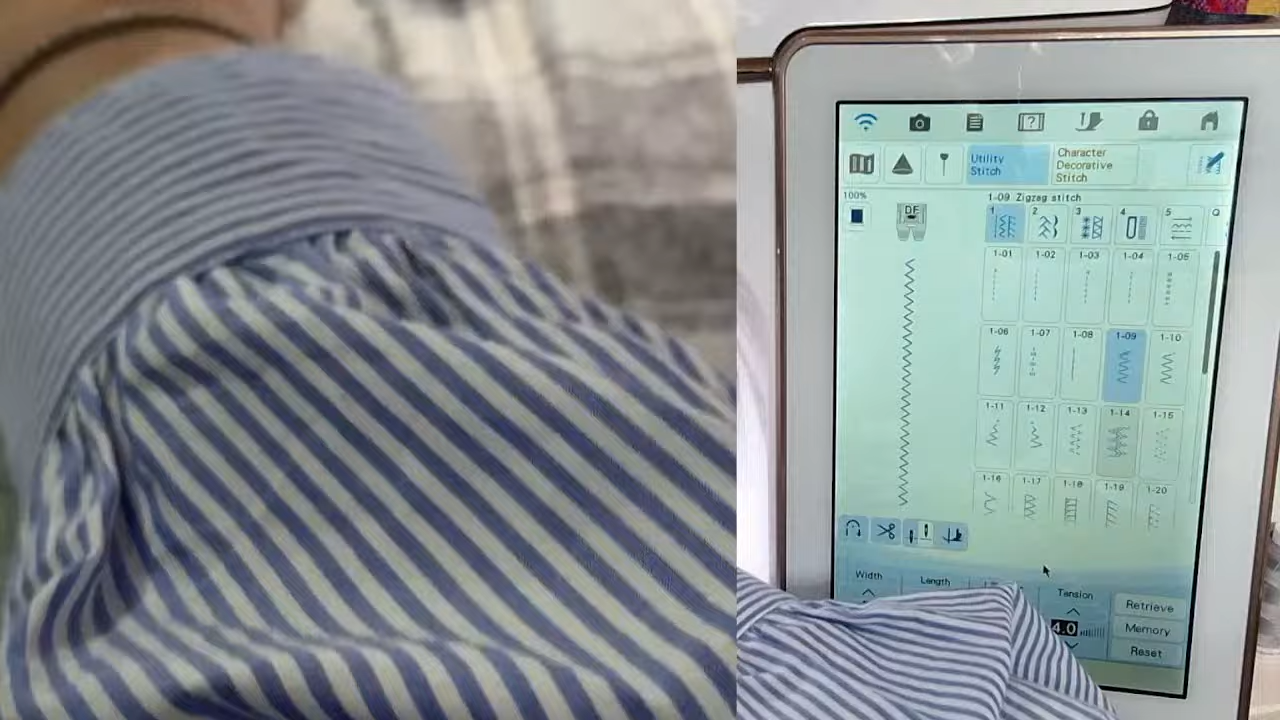 Utility
Stitch
Character
Decorative
Stitch
100%
1-09 Zigzag stitch
DF
1 2 3 4 5
1-01 1-02 1-03 1-04 1-05
1-06 1-07 1-08 1-09 1-10
1-11 1-12 1-13 1-14 1-15
1-16 1-17 1-18 1-19 1-20
Width
Length
Tension
4.0
Retrieve
Memory
Reset